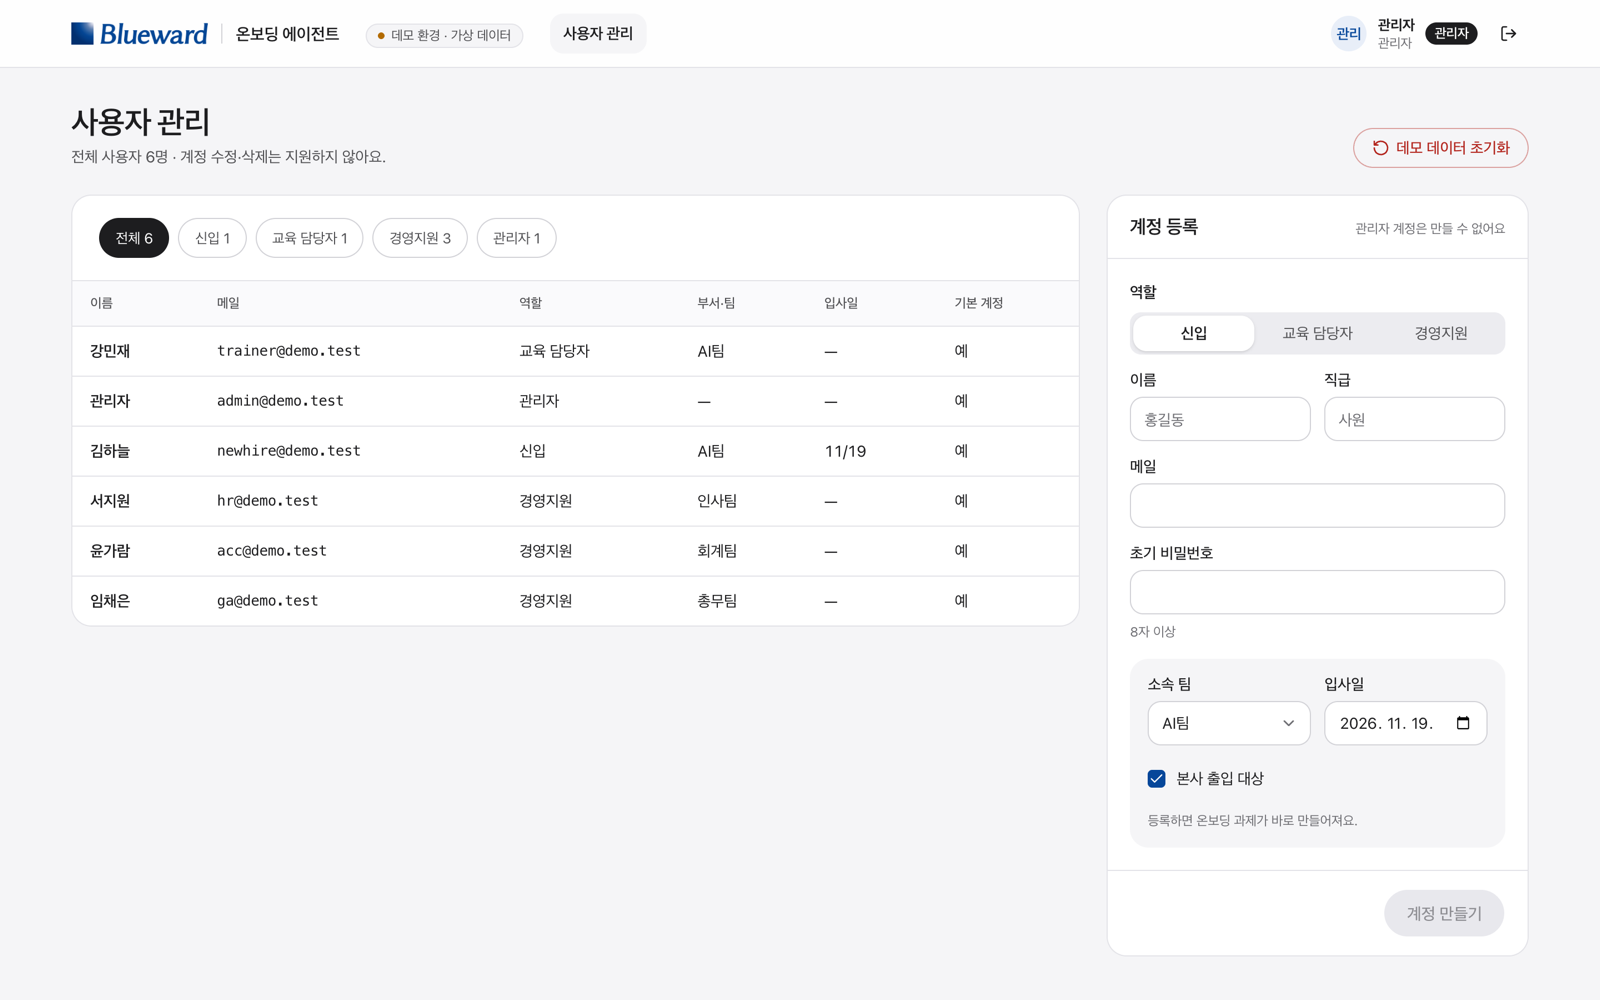 Blueward
온보딩 에이전트
데모 환경 · 가상 데이터
사용자 관리
관리
관리자
관리자
관리자
사용자 관리
전체 사용자 6명 · 계정 수정·삭제는 지원하지 않아요.
데모 데이터 초기화
전체 6
신입 1
교육 담당자 1
경영지원 3
관리자 1
이름 메일 역할 부서·팀 입사일 기본 계정
강민재 trainer@demo.test 교육 담당자 AI팀 — 예
관리자 admin@demo.test 관리자 — — 예
김하늘 newhire@demo.test 신입 AI팀 11/19 예
서지원 hr@demo.test 경영지원 인사팀 — 예
윤가람 acc@demo.test 경영지원 회계팀 — 예
임채은 ga@demo.test 경영지원 총무팀 — 예
계정 등록
관리자 계정은 만들 수 없어요
역할
신입 교육 담당자 경영지원
이름 직급
홍길동 사원
메일
초기 비밀번호
8자 이상
소속 팀 입사일
AI팀 2026. 11. 19.
본사 출입 대상
등록하면 온보딩 과제가 바로 만들어져요.
계정 만들기